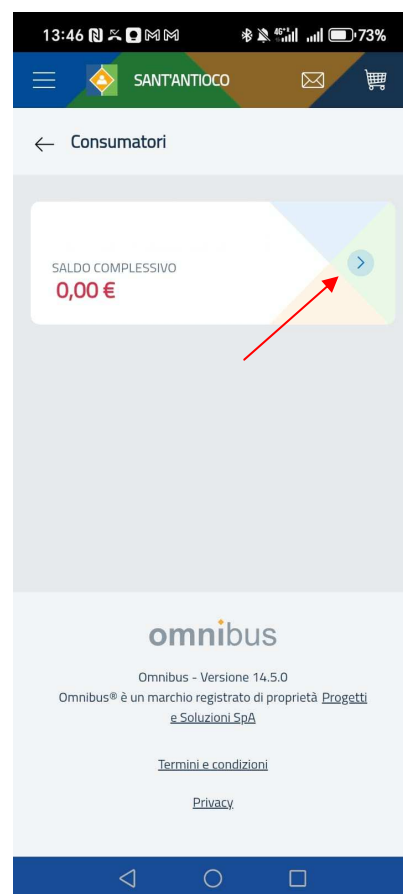 13:46 73%
SANT'ANTIOCO
Consumatori
SALDO COMPLESSIVO
0,00 €
omnibus
Omnibus - Versione 14.5.0
Omnibus® è un marchio registrato di proprietà Progetti
e Soluzioni SpA
Termini e condizioni
Privacy